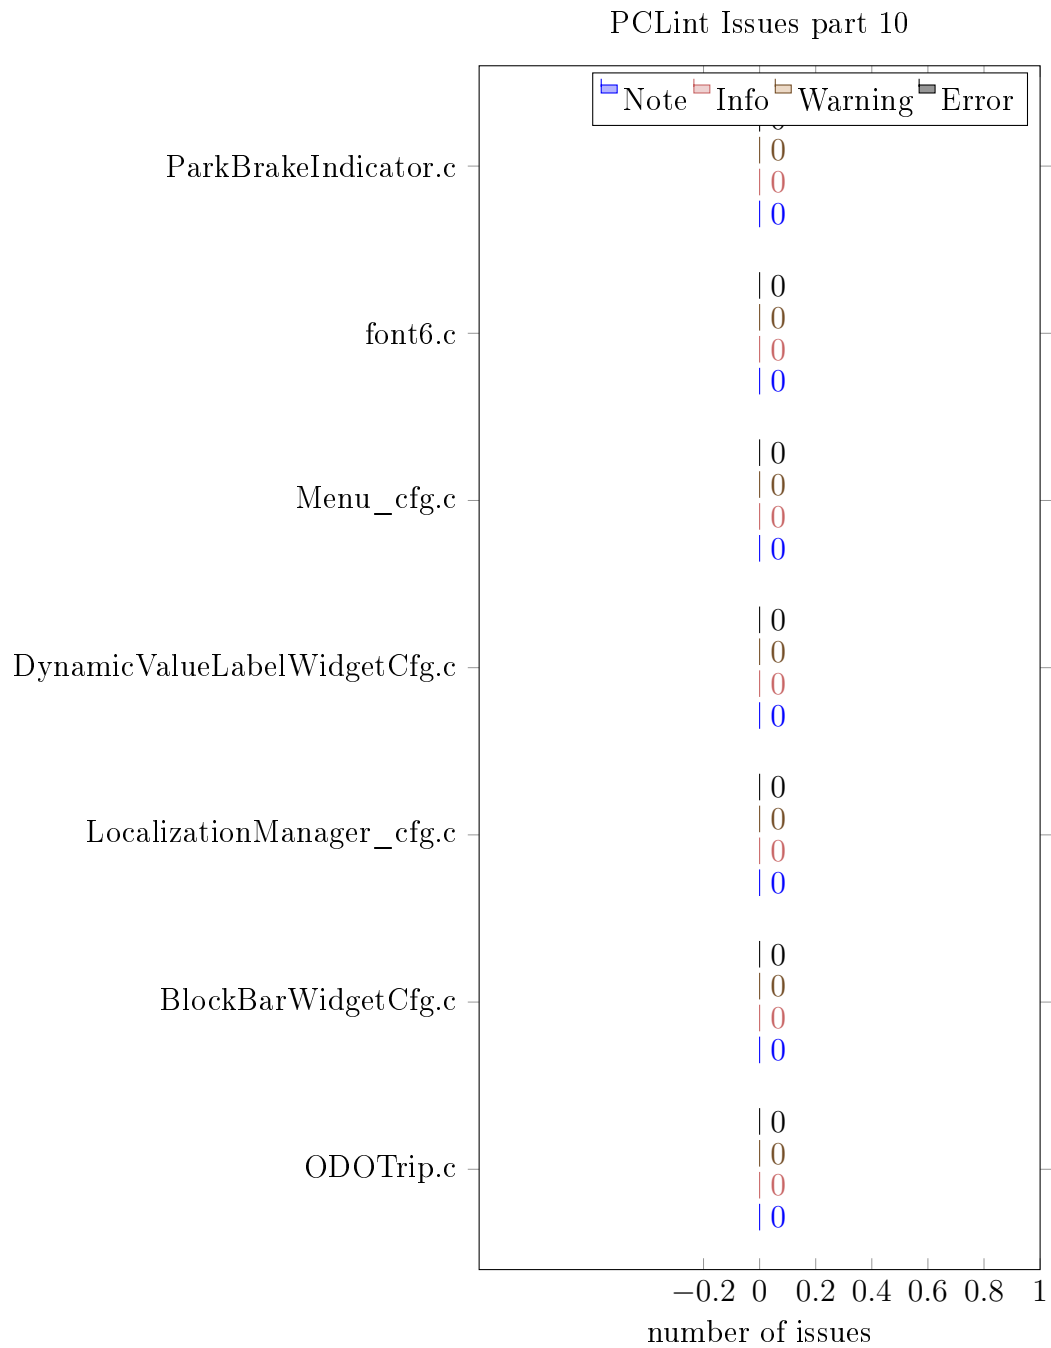 PCLint Issues part 10
Note Info Warning Error
0
ParkBrakeIndicator.c
0
0
0
0
font6.c
0
0
0
0
Menu_cfg.c
0
0
0
0
DynamicValueLabelWidgetCfg.c
0
0
0
0
LocalizationManager_cfg.c
0
0
0
0
BlockBarWidgetCfg.c
0
0
0
0
ODOTrip.c
0
0
0
−0.2 0 0.2 0.4 0.6 0.8 1
number of issues